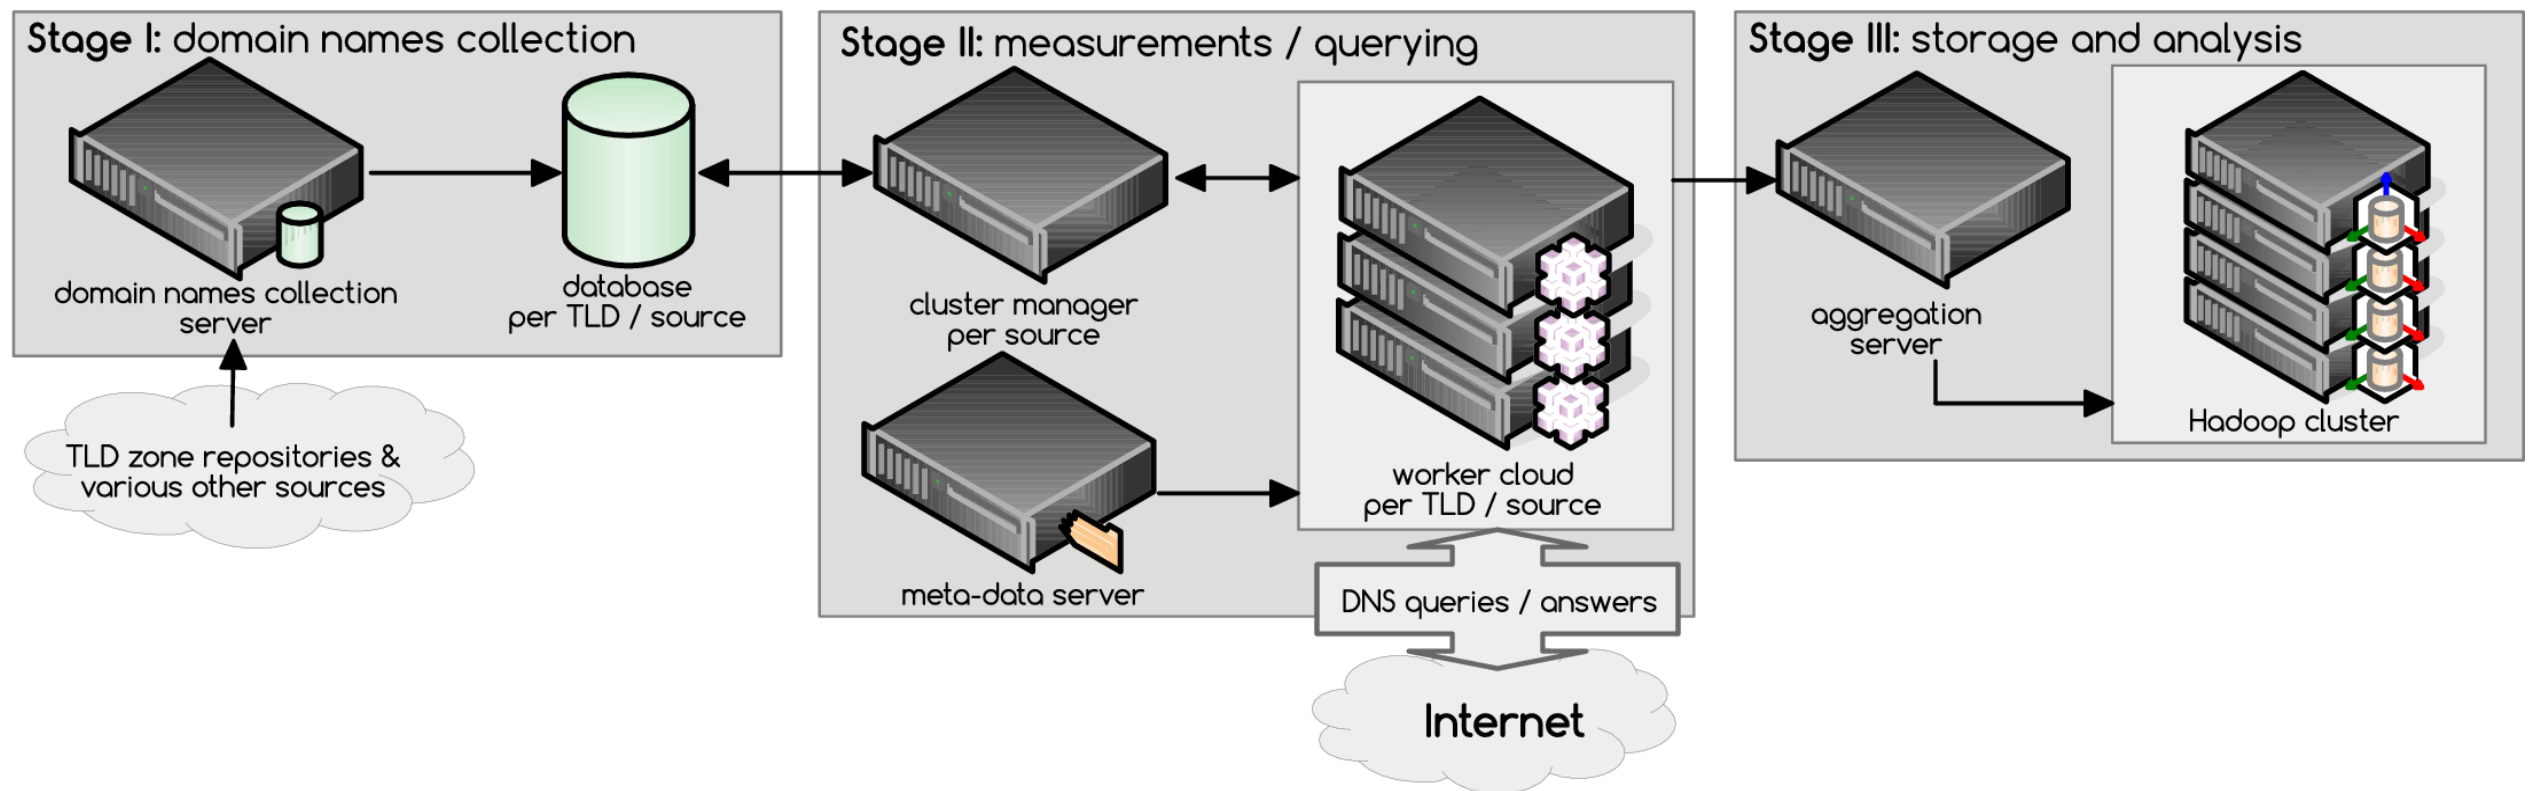 Stage I: domain names collection
domain names collection
server
database
per TLD / source
TLD zone repositories &
various other sources
Stage II: measurements / querying
cluster manager
per source
meta-data server
worker cloud
per TLD / source
DNS queries / answers
Internet
Stage III: storage and analysis
aggregation
server
Hadoop cluster